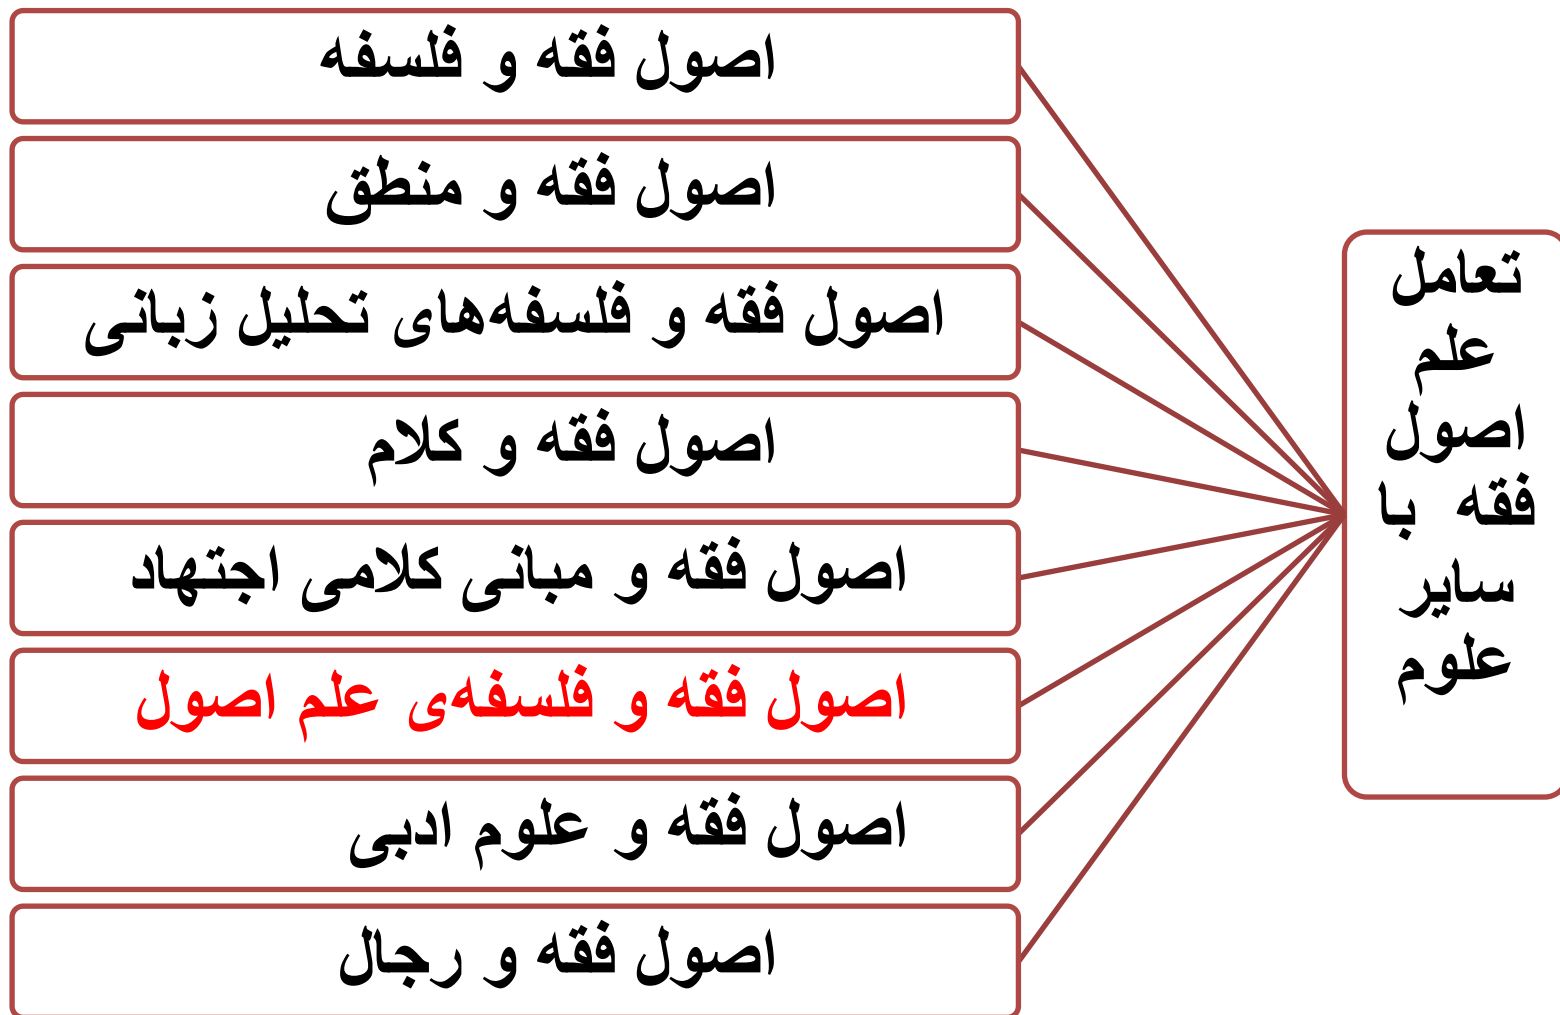 تعامل
علم
اصول
فقه با
سایر
علوم
اصول فقه و فلسفه
اصول فقه و منطق
اصول فقه و فلسفه‌های تحلیل زبانی
اصول فقه و کلام
اصول فقه و مبانی کلامی اجتهاد
اصول فقه و فلسفه‌ی علم اصول
اصول فقه و علوم ادبی
اصول فقه و رجال